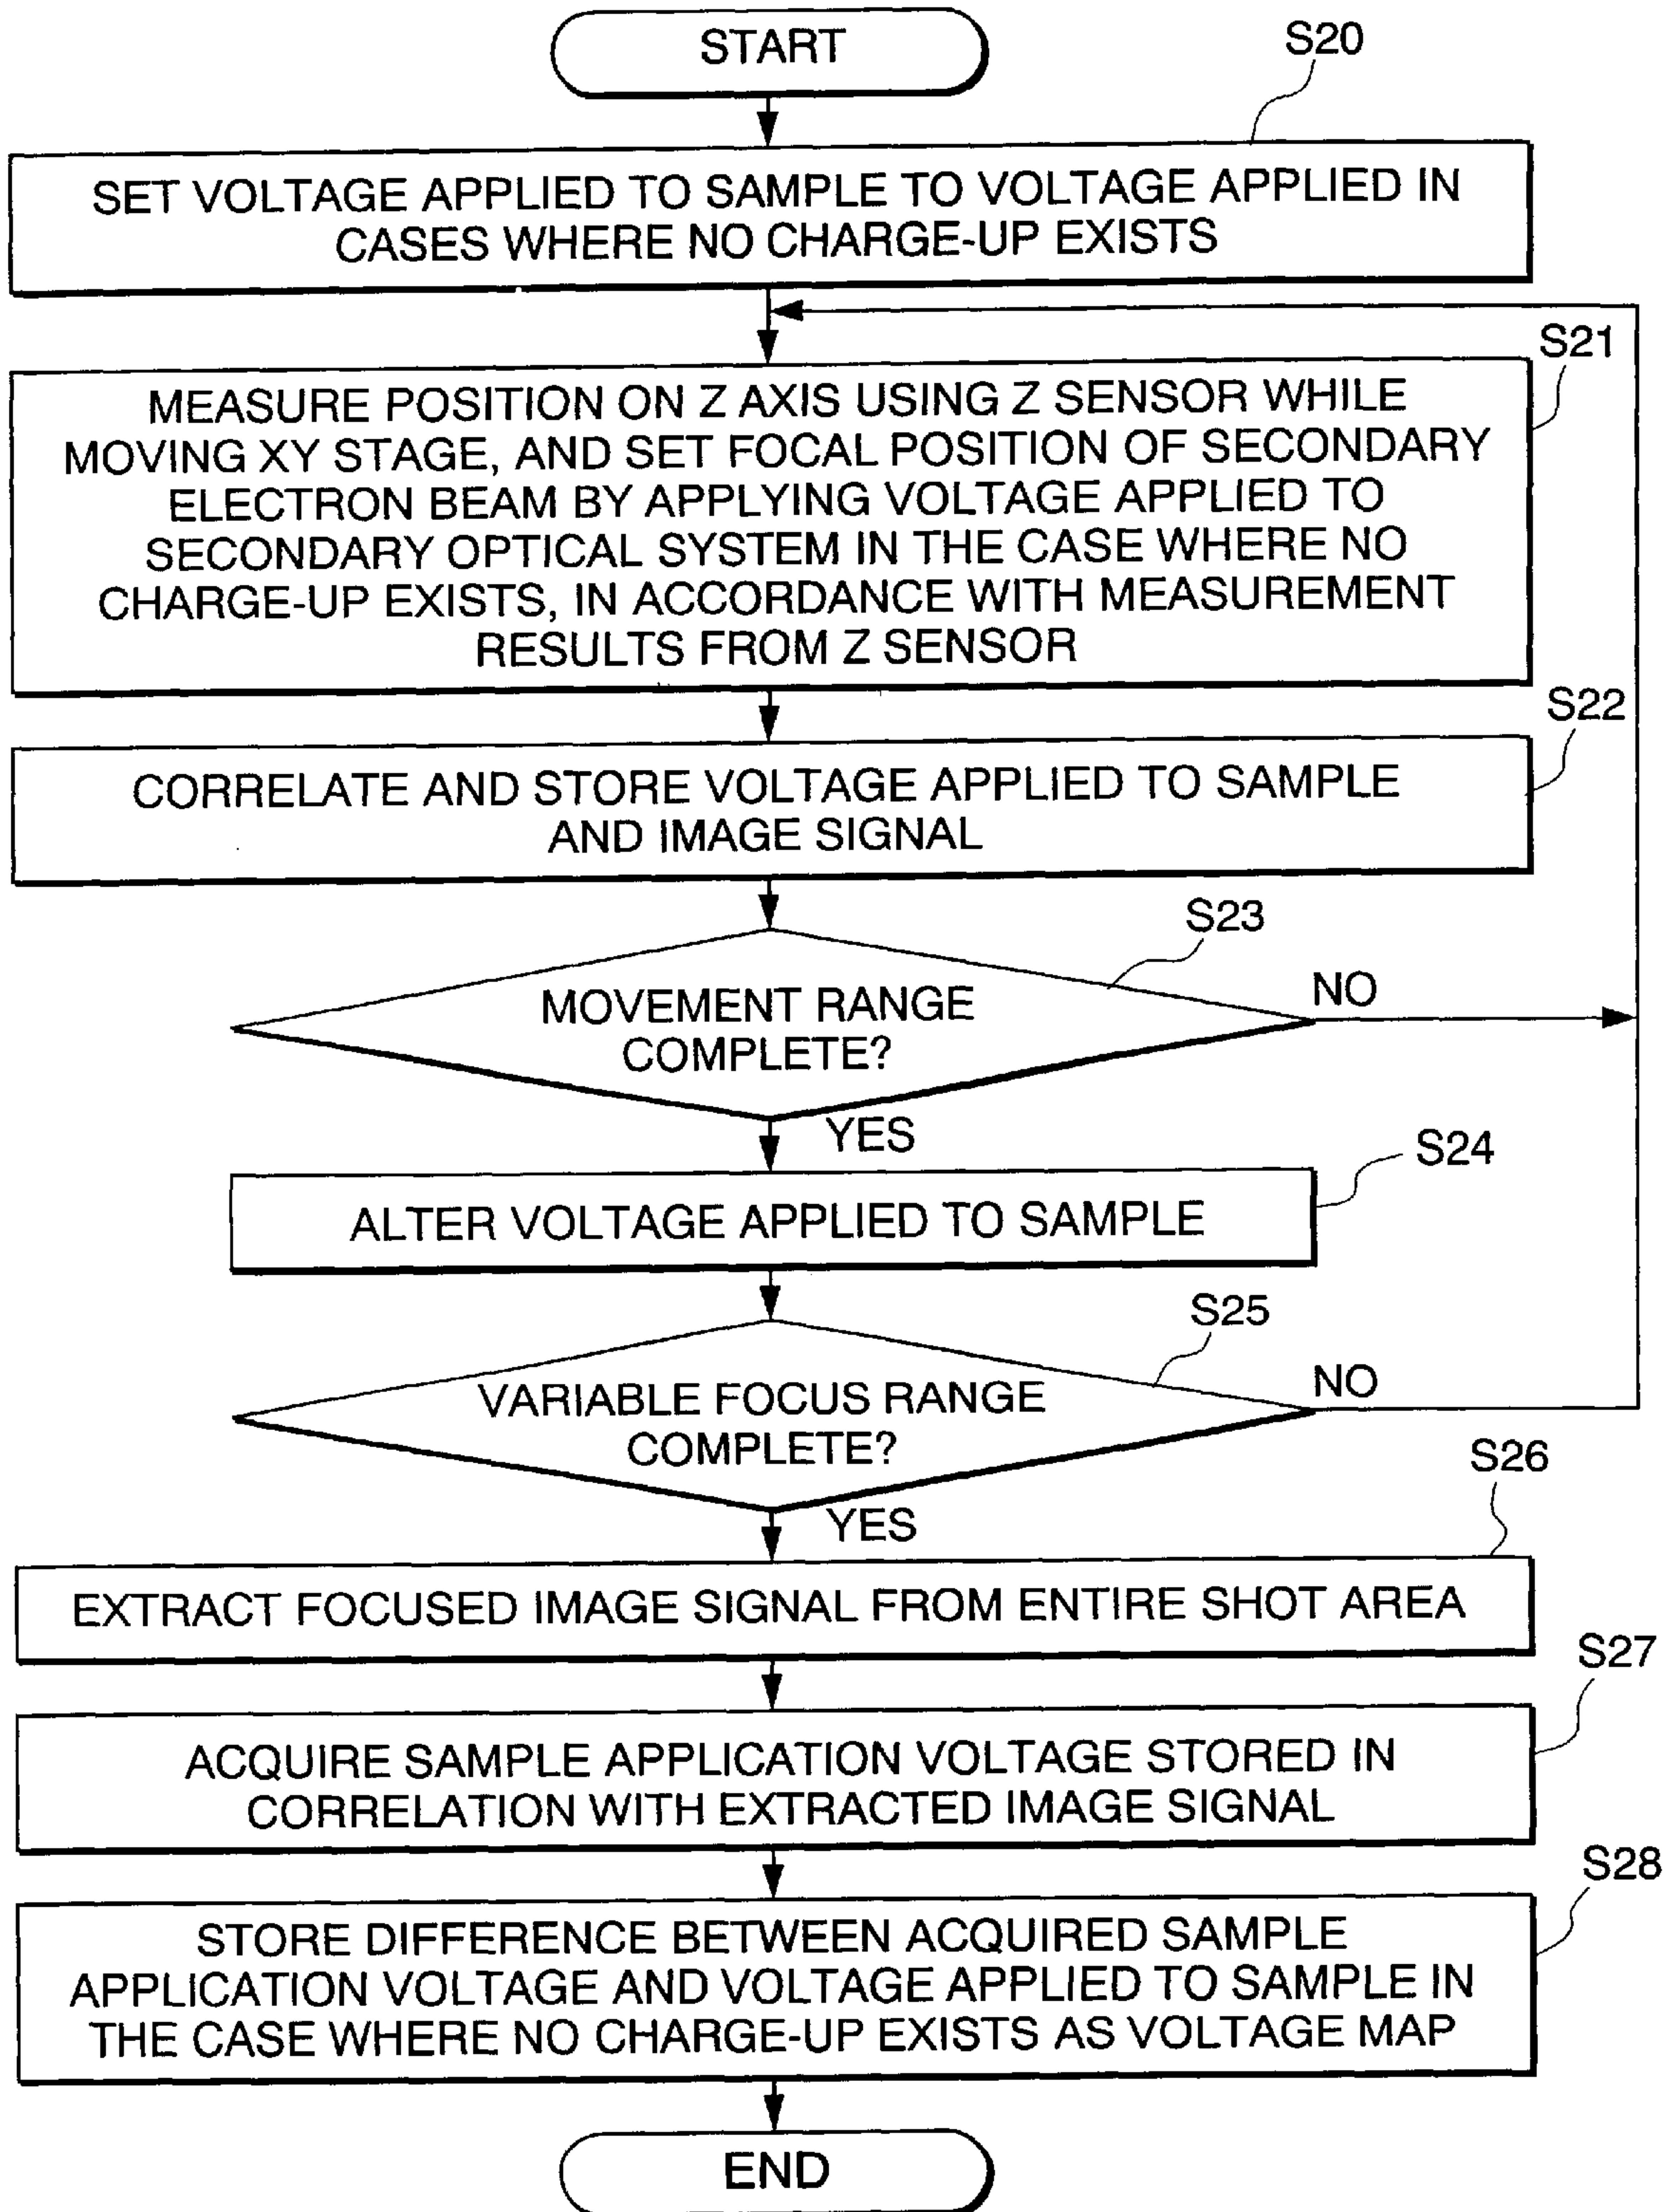 START
S20
SET VOLTAGE APPLIED TO SAMPLE TO VOLTAGE APPLIED IN
CASES WHERE NO CHARGE-UP EXISTS
S21
MEASURE POSITION ON Z AXIS USING Z SENSOR WHILE
MOVING XY STAGE, AND SET FOCAL POSITION OF SECONDARY
ELECTRON BEAM BY APPLYING VOLTAGE APPLIED TO
SECONDARY OPTICAL SYSTEM IN THE CASE WHERE NO
CHARGE-UP EXISTS, IN ACCORDANCE WITH MEASUREMENT
RESULTS FROM Z SENSOR
S22
CORRELATE AND STORE VOLTAGE APPLIED TO SAMPLE
AND IMAGE SIGNAL
S23
MOVEMENT RANGE
COMPLETE?
NO
YES
S24
ALTER VOLTAGE APPLIED TO SAMPLE
S25
VARIABLE FOCUS RANGE
COMPLETE?
NO
YES
S26
EXTRACT FOCUSED IMAGE SIGNAL FROM ENTIRE SHOT AREA
S27
ACQUIRE SAMPLE APPLICATION VOLTAGE STORED IN
CORRELATION WITH EXTRACTED IMAGE SIGNAL
S28
STORE DIFFERENCE BETWEEN ACQUIRED SAMPLE
APPLICATION VOLTAGE AND VOLTAGE APPLIED TO SAMPLE IN
THE CASE WHERE NO CHARGE-UP EXISTS AS VOLTAGE MAP
END